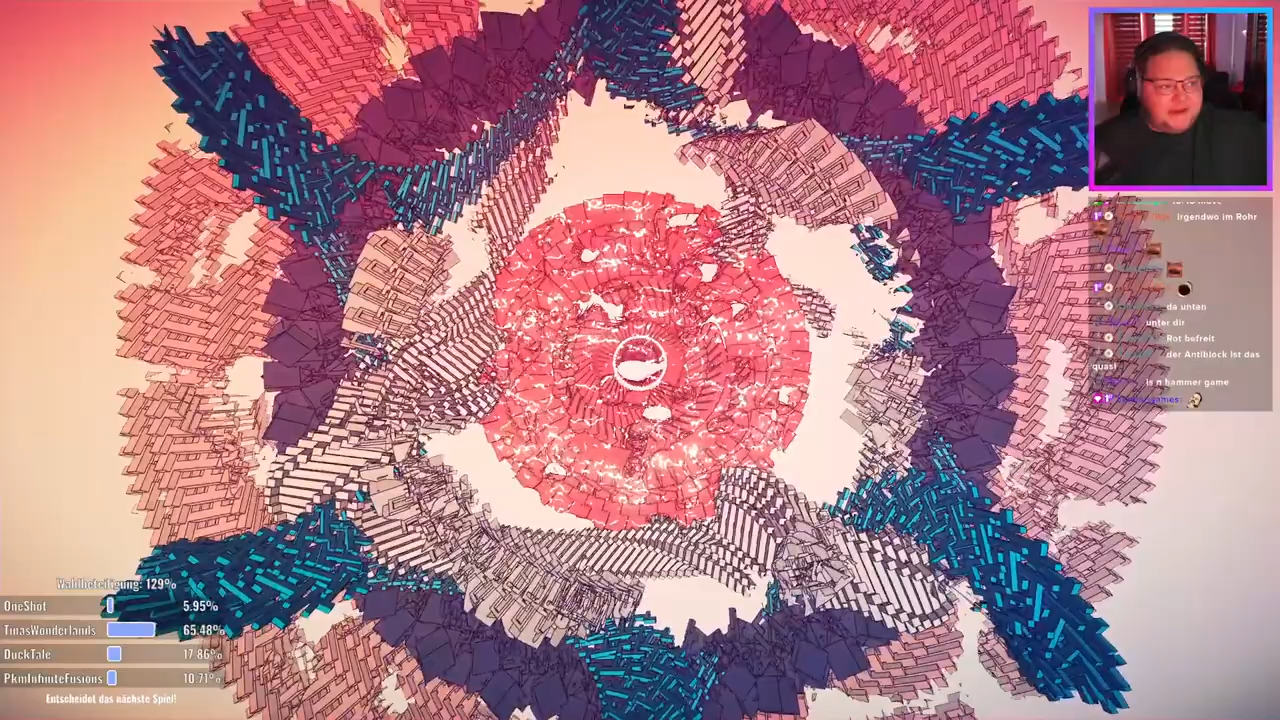 Irgendwo im Rohr
da unten
unter dir
Rot befreit
der Antiblock ist das
quasi
is n hammer game
Wahlbeteiligung: 129%
OneShot 5.95%
TinasWonderlands 65.48%
DuckTale 17.86%
PkmInfiniteFusions 10.71%
Entscheidet das nächste Spiel!